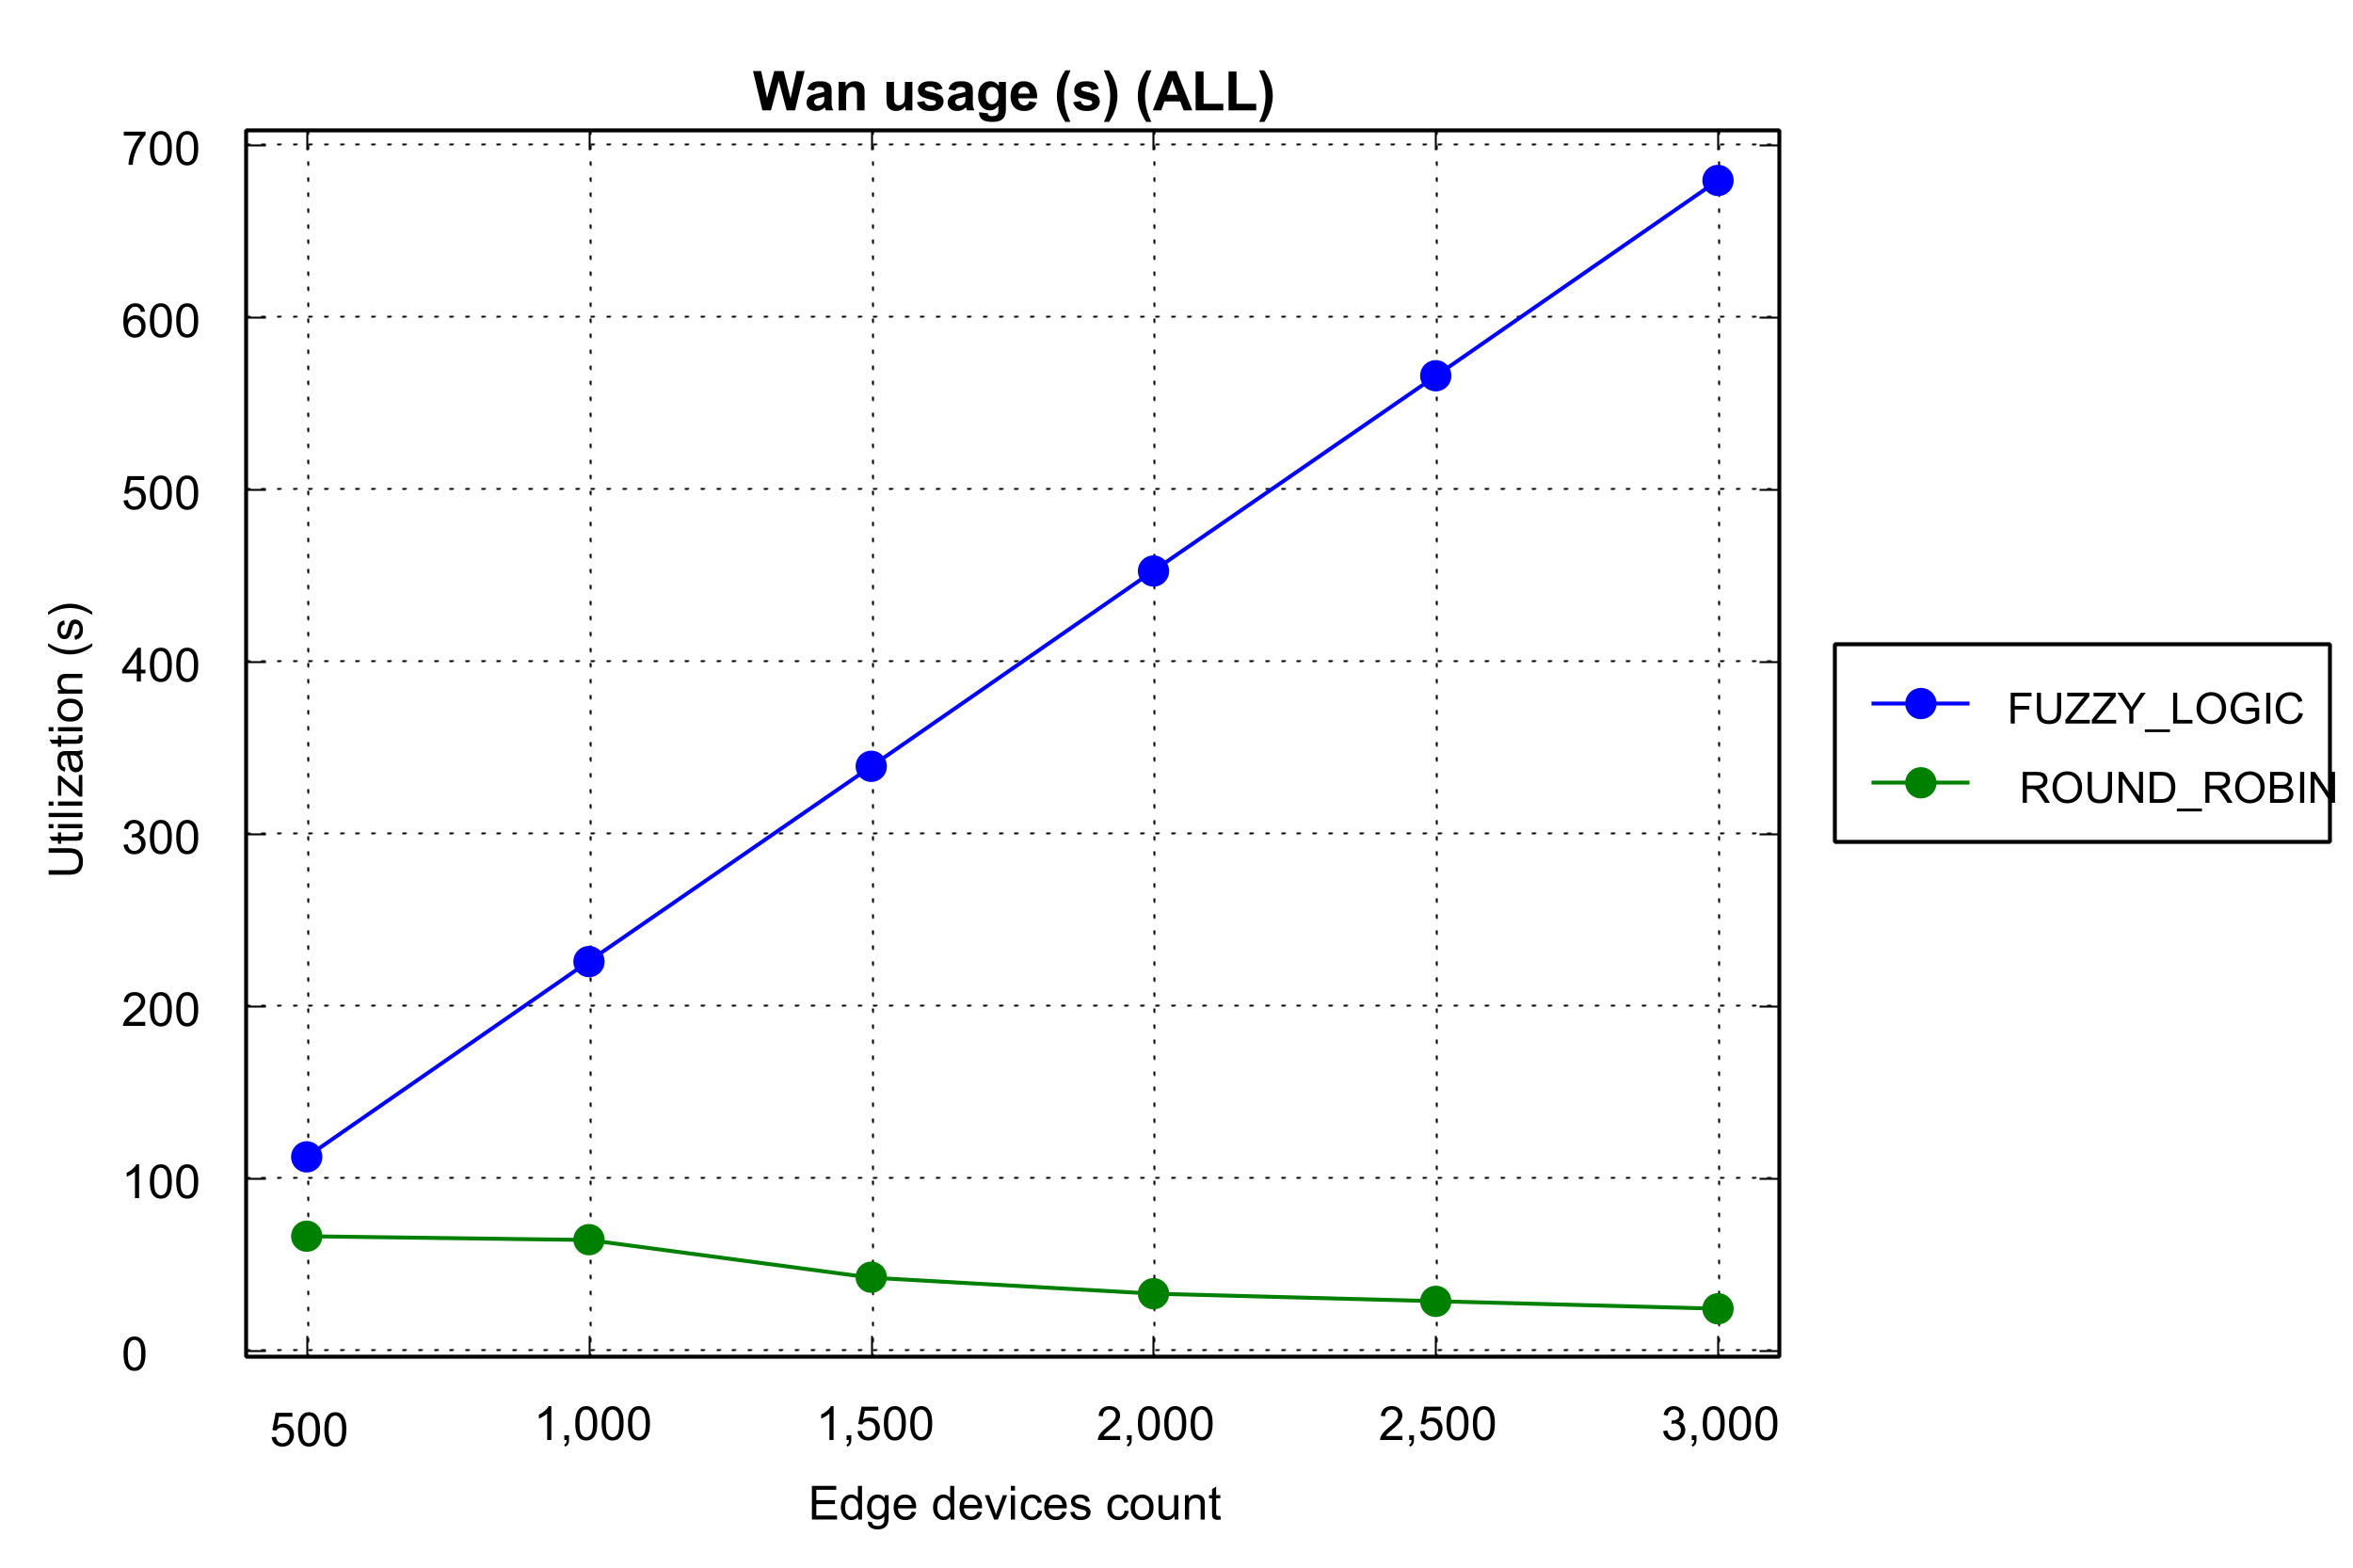 Wan usage (s) (ALL)
700
600
500
400
300
200
100
0
Utilization (s)
500 1,000 1,500 2,000 2,500 3,000
Edge devices count
FUZZY_LOGIC
ROUND_ROBIN